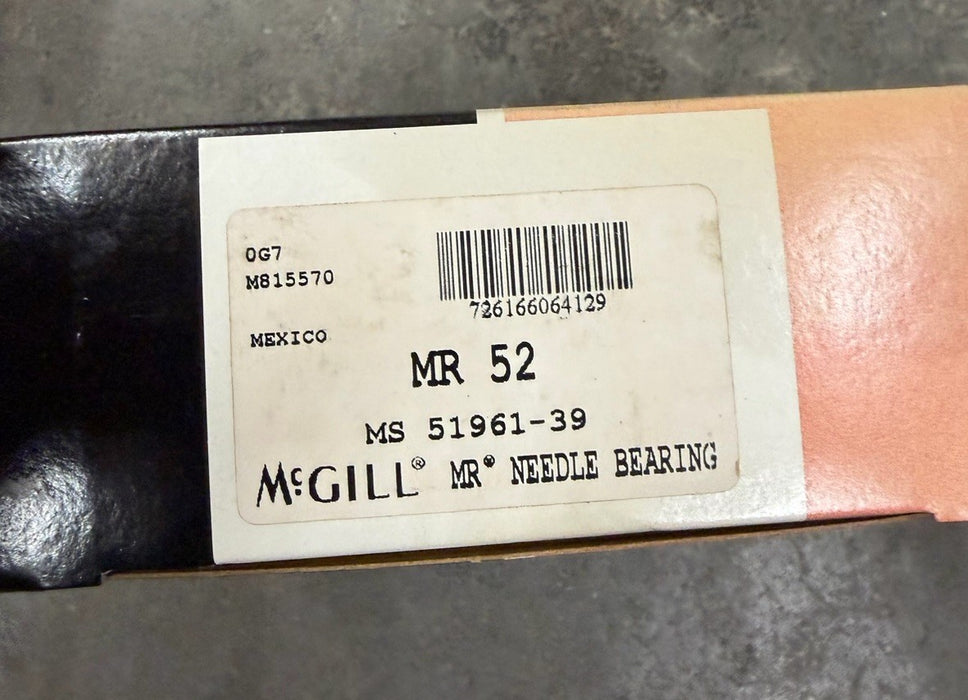 0G7
M815570
726166064129
MEXICO
MR 52
MS 51961-39
McGILL® MR® NEEDLE BEARING